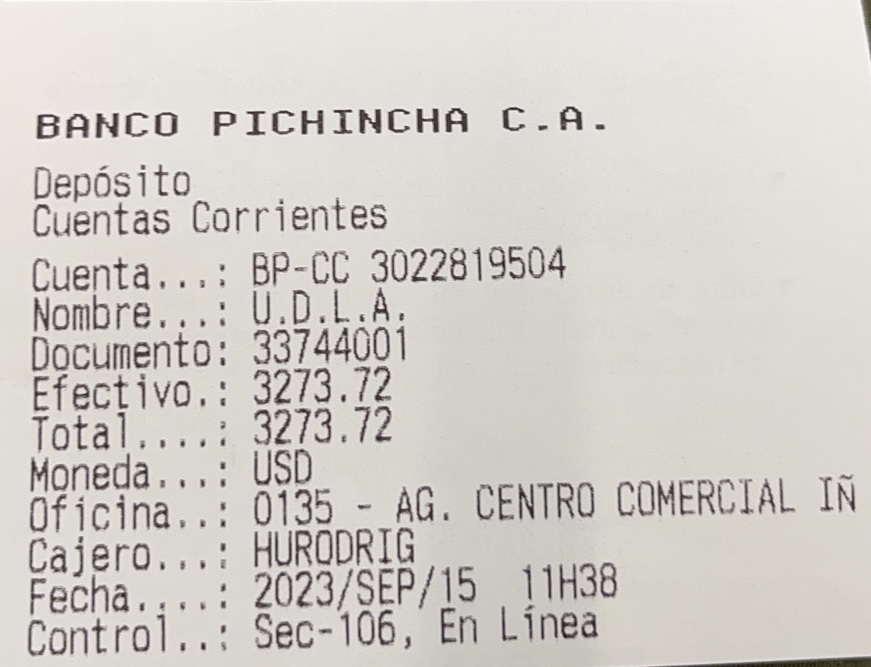 BANCO PICHINCHA C.A.
Depósito
Cuentas Corrientes
Cuenta...: BP-CC 3022819504
Nombre...: U.D.L.A.
Documento: 33744001
Efectivo.: 3273.72
Total....: 3273.72
Moneda...: USD
Oficina..: 0135 - AG. CENTRO COMERCIAL IÑ
Cajero...: HURODRIG
Fecha....: 2023/SEP/15 11H38
Control..: Sec-106, En Línea